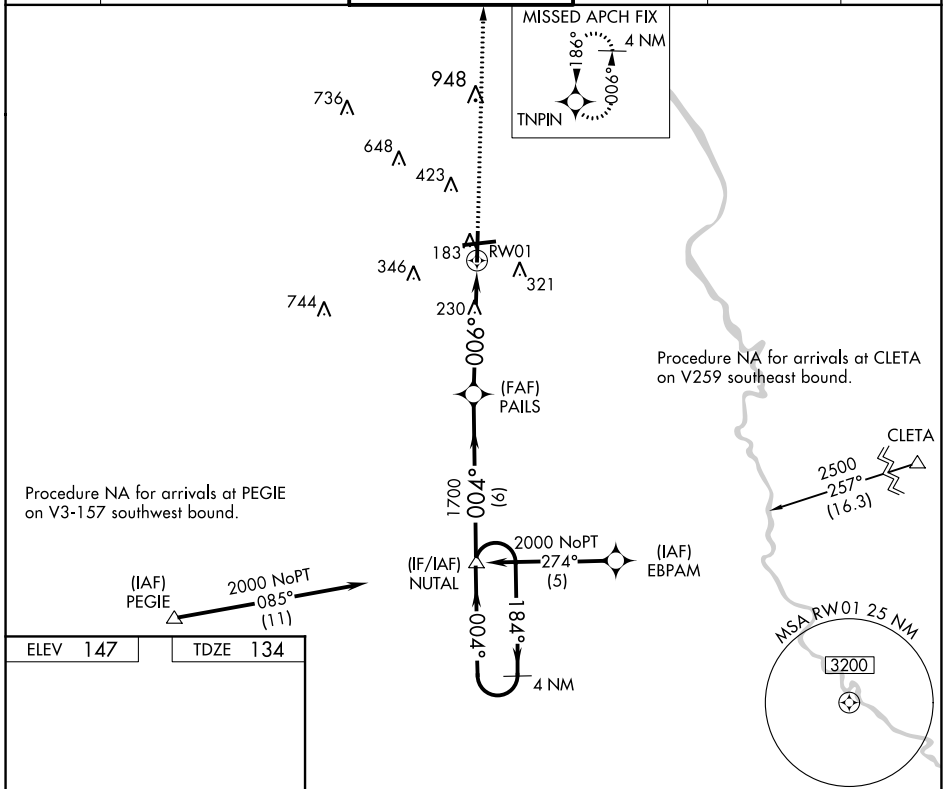 MISSED APCH FIX
4 NM
186°
006°
TNPIN
948
736
648
423
183
RW01
346
321
744
230
006°
(FAF)
PAILS
Procedure NA for arrivals at CLETA
on V259 southeast bound.
CLETA
2500
257°
(16.3)
Procedure NA for arrivals at PEGIE
on V3-157 southwest bound.
1700
004°
(6)
2000 NoPT
274°
(5)
(IAF)
EBPAM
(IF/IAF)
NUTAL
(IAF)
PEGIE
2000 NoPT
085°
(11)
004°
184°
4 NM
MSA RW01 25 NM
3200
ELEV 147
TDZE 134